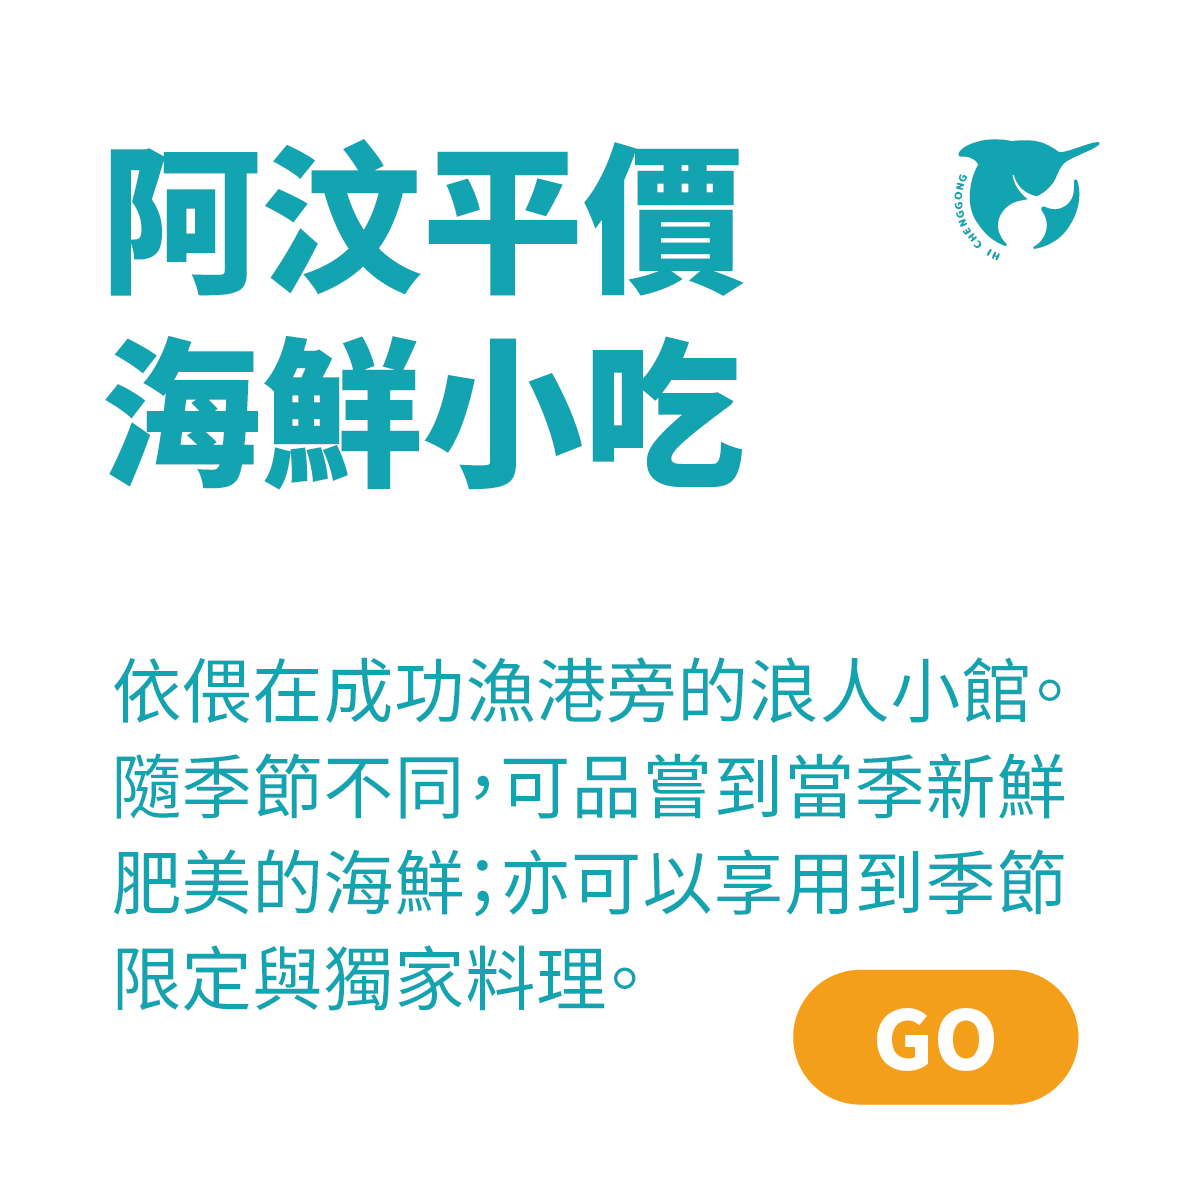 阿汶平價
海鮮小吃
HI CHENGGONG
依偎在成功漁港旁的浪人小館。
隨季節不同，可品嘗到當季新鮮
肥美的海鮮；亦可以享用到季節
限定與獨家料理。
GO